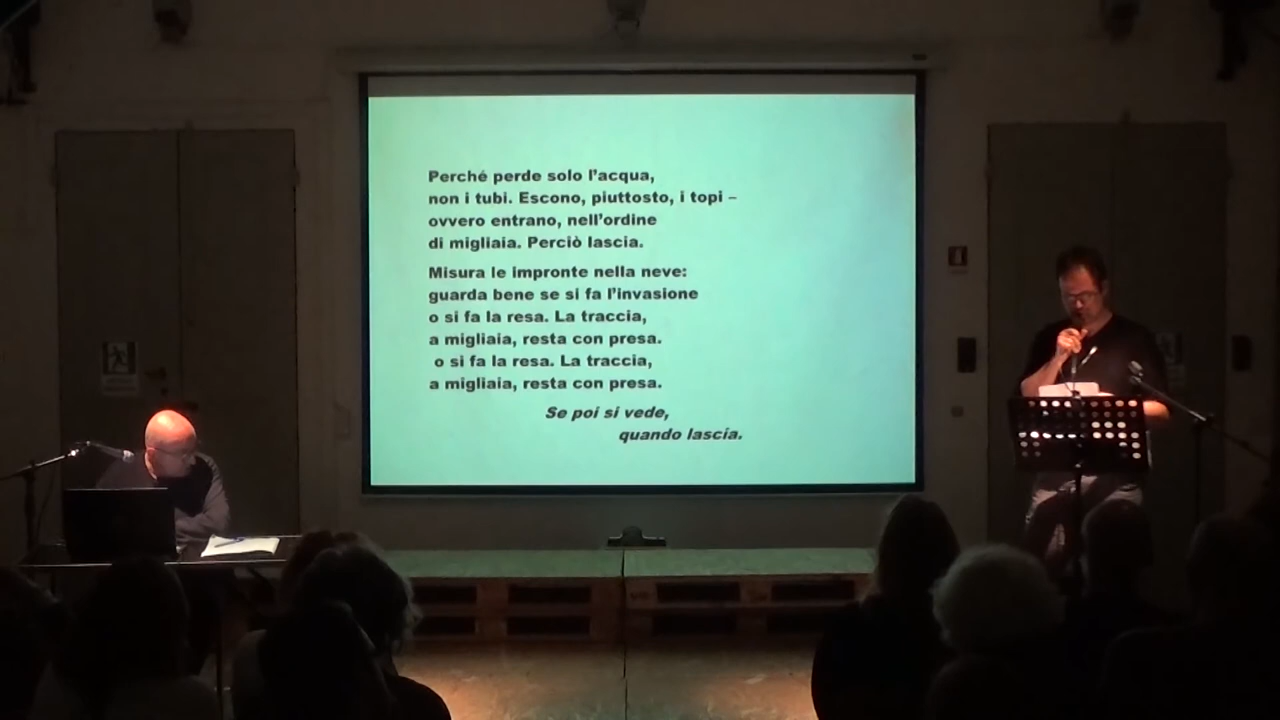 Perché perde solo l’acqua,
non i tubi. Escono, piuttosto, i topi –
ovvero entrano, nell’ordine
di migliaia. Perciò lascia.
Misura le impronte nella neve:
guarda bene se si fa l’invasione
o si fa la resa. La traccia,
a migliaia, resta con presa.
o si fa la resa. La traccia,
a migliaia, resta con presa.
Se poi si vede,
quando lascia.